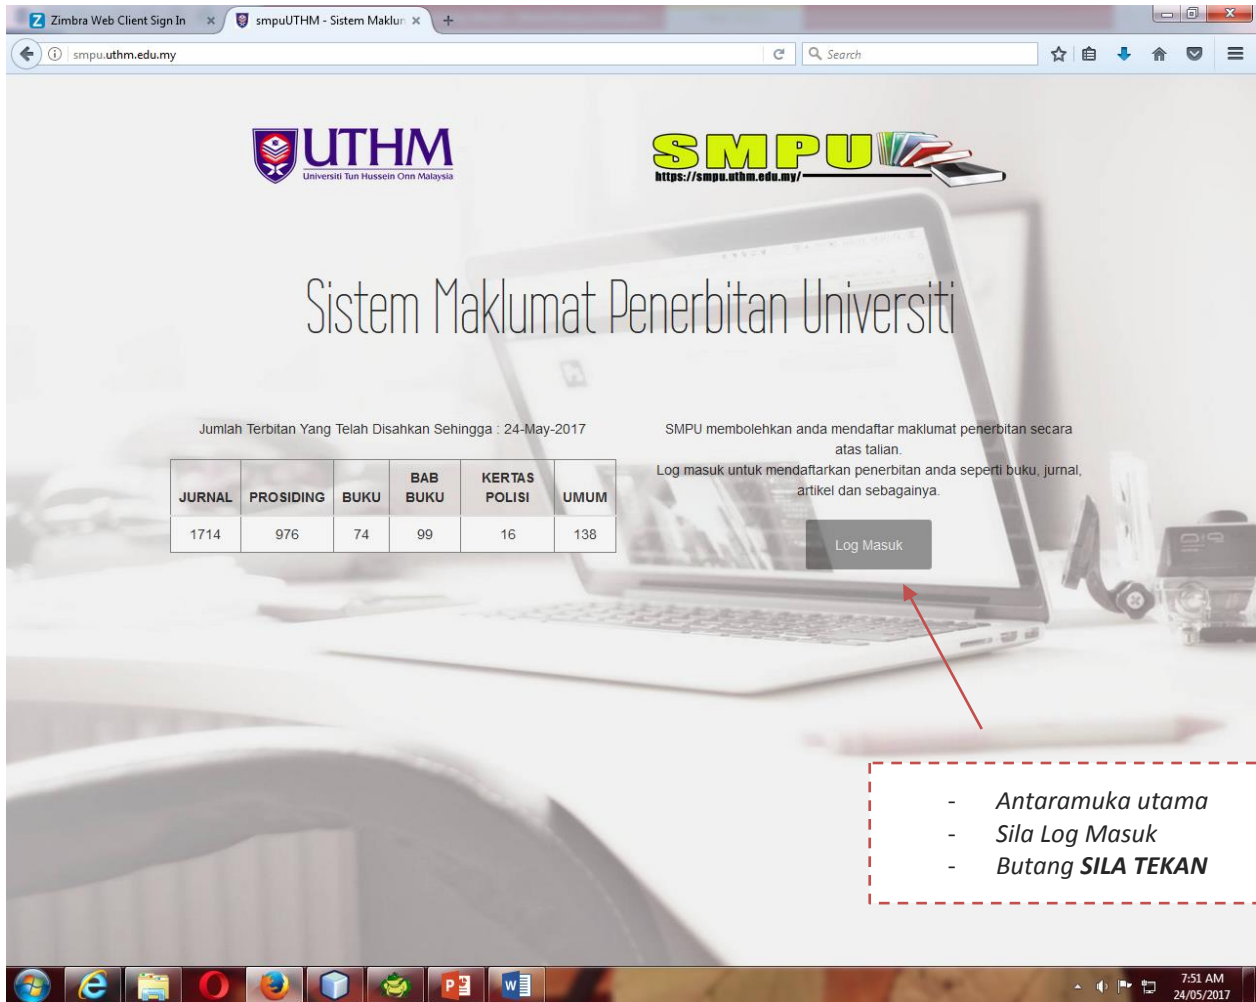 Zimbra Web Client Sign In
smpuUTHM - Sistem Maklum
smpu.uthm.edu.my
Search
UTHM
Universiti Tun Hussein Onn Malaysia
SMPU
https://smpu.uthm.edu.my/
Sistem Maklumat Penerbitan Universiti
Jumlah Terbitan Yang Telah Disahkan Sehingga : 24-May-2017
JURNAL PROSIDING BUKU BAB BUKU KERTAS POLISI UMUM
1714 976 74 99 16 138
SMPU membolehkan anda mendaftar maklumat penerbitan secara
atas talian.
Log masuk untuk mendaftarkan penerbitan anda seperti buku, jurnal,
artikel dan sebagainya.
Log Masuk
- Antaramuka utama
- Sila Log Masuk
- Butang SILA TEKAN
7:51 AM
24/05/2017